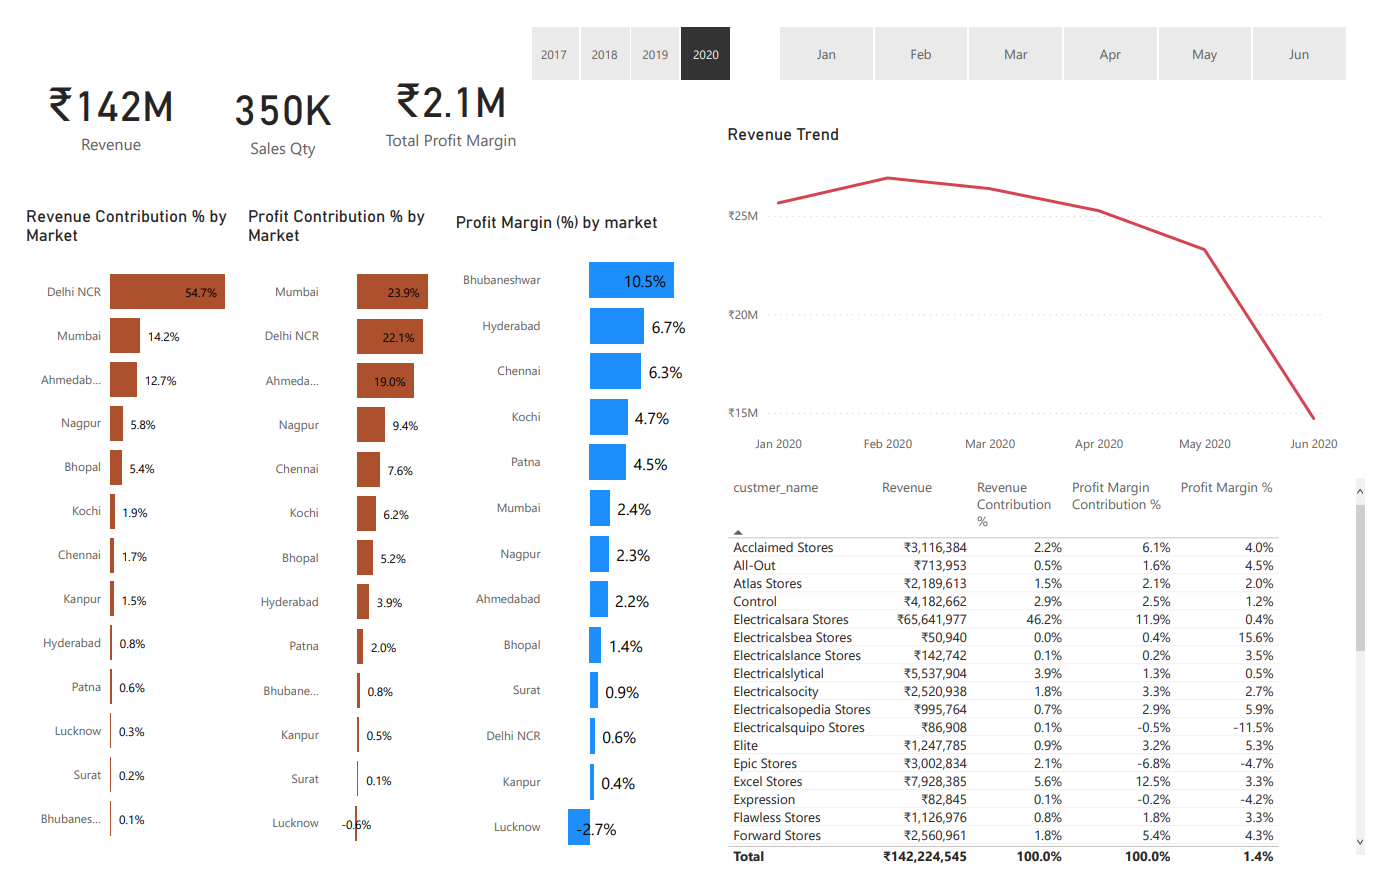 2017 2018 2019 2020
Jan Feb Mar Apr May Jun
₹142M
Revenue
350K
Sales Qty
₹2.1M
Total Profit Margin
Revenue Contribution % by
Market
Delhi NCR 54.7%
Mumbai 14.2%
Ahmedab... 12.7%
Nagpur 5.8%
Bhopal 5.4%
Kochi 1.9%
Chennai 1.7%
Kanpur 1.5%
Hyderabad 0.8%
Patna 0.6%
Lucknow 0.3%
Surat 0.2%
Bhubanes... 0.1%
Profit Contribution % by
Market
Mumbai 23.9%
Delhi NCR 22.1%
Ahmeda... 19.0%
Nagpur 9.4%
Chennai 7.6%
Kochi 6.2%
Bhopal 5.2%
Hyderabad 3.9%
Patna 2.0%
Bhubane... 0.8%
Kanpur 0.5%
Surat 0.1%
Lucknow -0.6%
Profit Margin (%) by market
Bhubaneshwar 10.5%
Hyderabad 6.7%
Chennai 6.3%
Kochi 4.7%
Patna 4.5%
Mumbai 2.4%
Nagpur 2.3%
Ahmedabad 2.2%
Bhopal 1.4%
Surat 0.9%
Delhi NCR 0.6%
Kanpur 0.4%
Lucknow -2.7%
Revenue Trend
₹25M
₹20M
₹15M
Jan 2020 Feb 2020 Mar 2020 Apr 2020 May 2020 Jun 2020
custmer_name Revenue Revenue Profit Margin Profit Margin %
Contribution Contribution %
%
Acclaimed Stores ₹3,116,384 2.2% 6.1% 4.0%
All-Out ₹713,953 0.5% 1.6% 4.5%
Atlas Stores ₹2,189,613 1.5% 2.1% 2.0%
Control ₹4,182,662 2.9% 2.5% 1.2%
Electricalsara Stores ₹65,641,977 46.2% 11.9% 0.4%
Electricalsbea Stores ₹50,940 0.0% 0.4% 15.6%
Electricalslance Stores ₹142,742 0.1% 0.2% 3.5%
Electricalslytical ₹5,537,904 3.9% 1.3% 0.5%
Electricalsocity ₹2,520,938 1.8% 3.3% 2.7%
Electricalsopedia Stores ₹995,764 0.7% 2.9% 5.9%
Electricalsquipo Stores ₹86,908 0.1% -0.5% -11.5%
Elite ₹1,247,785 0.9% 3.2% 5.3%
Epic Stores ₹3,002,834 2.1% -6.8% -4.7%
Excel Stores ₹7,928,385 5.6% 12.5% 3.3%
Expression ₹82,845 0.1% -0.2% -4.2%
Flawless Stores ₹1,126,976 0.8% 1.8% 3.3%
Forward Stores ₹2,560,961 1.8% 5.4% 4.3%
Total ₹142,224,545 100.0% 100.0% 1.4%